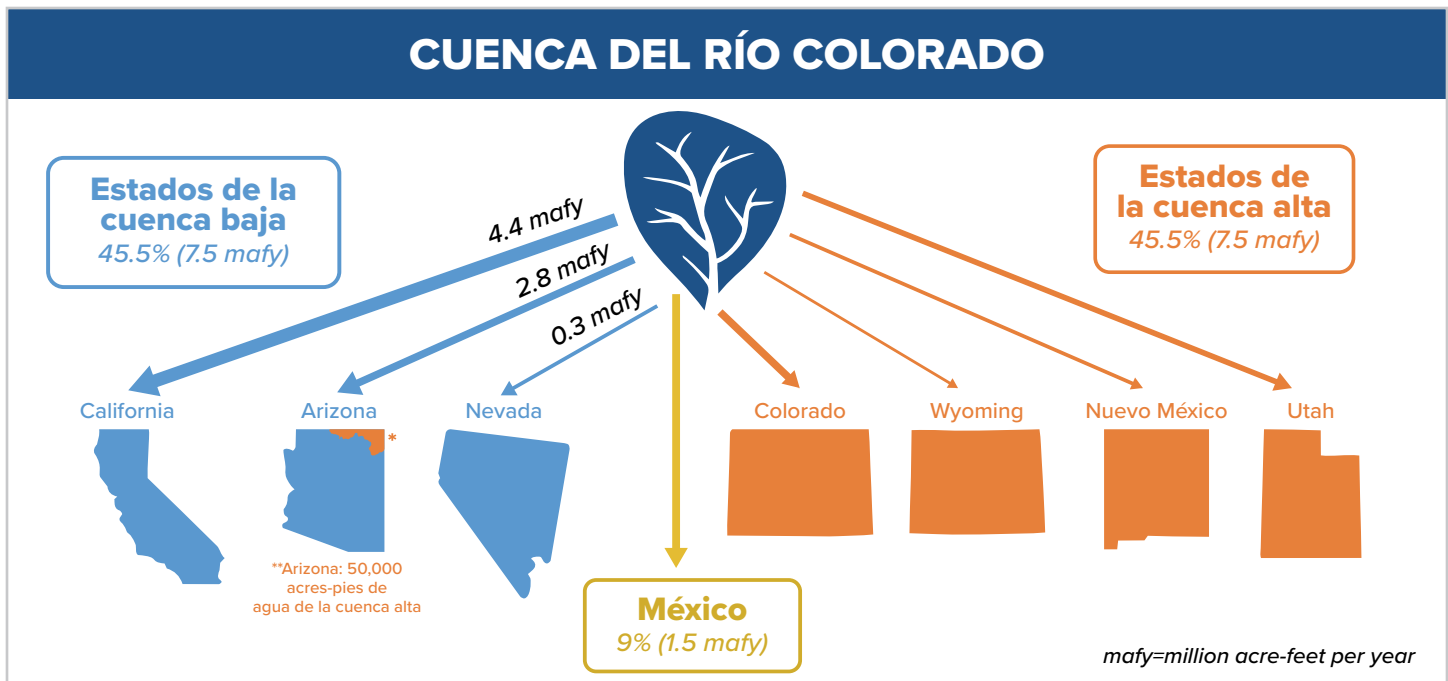 CUENCA DEL RÍO COLORADO
Estados de la
cuenca baja
45.5% (7.5 mafy)
Estados de
la cuenca alta
45.5% (7.5 mafy)
4.4 mafy
2.8 mafy
0.3 mafy
California
Arizona
Nevada
Colorado
Wyoming
Nuevo México
Utah
*
**Arizona: 50,000
acres-pies de
agua de la cuenca alta
México
9% (1.5 mafy)
mafy=million acre-feet per year